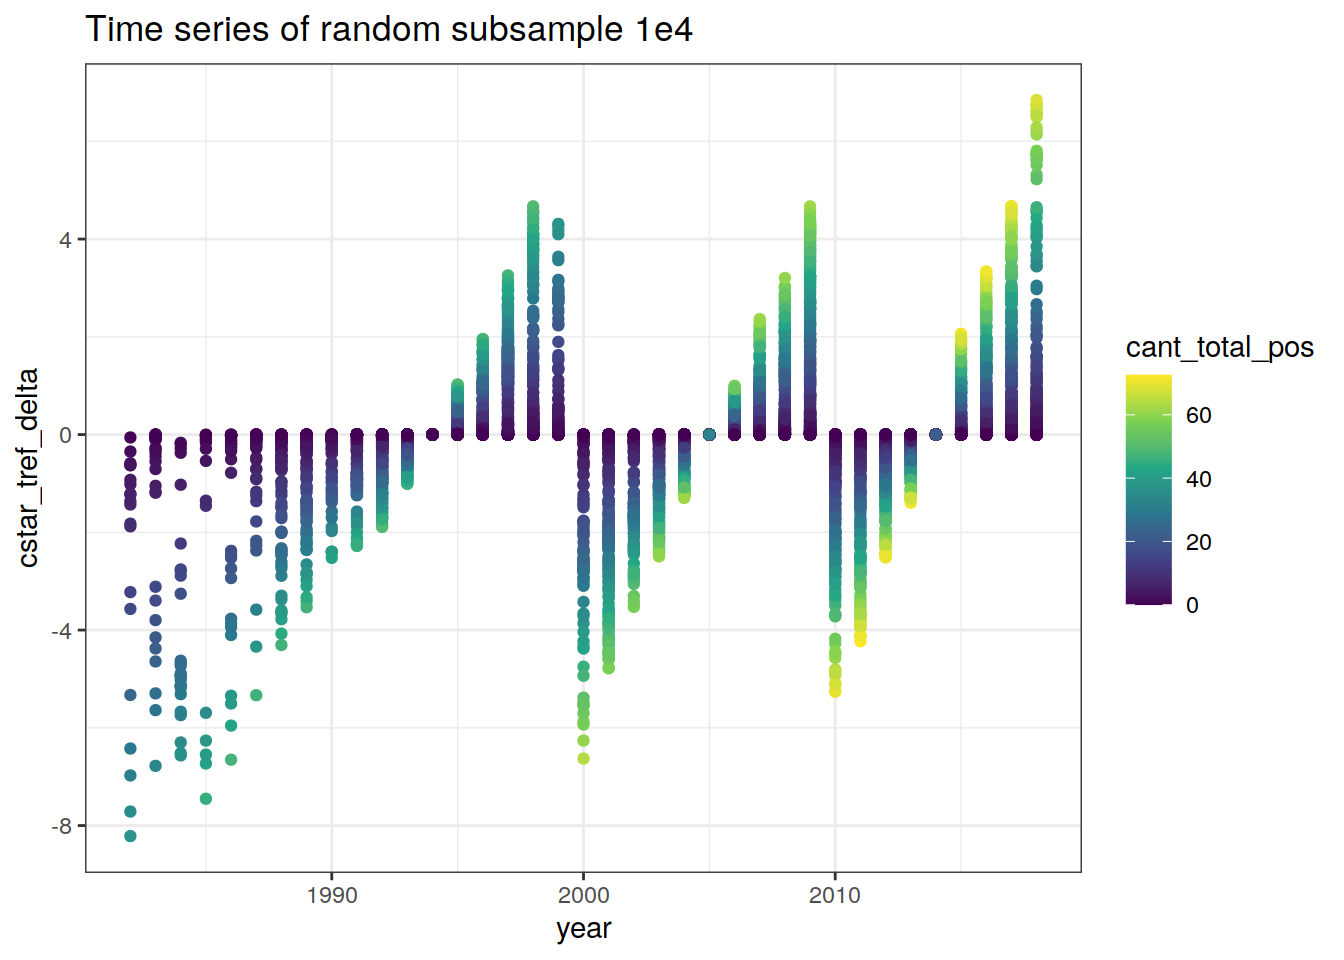 Time series of random subsample 1e4
cstar_tref_delta
4
0
-4
-8
1990
2000
2010
year
cant_total_pos
60
40
20
0